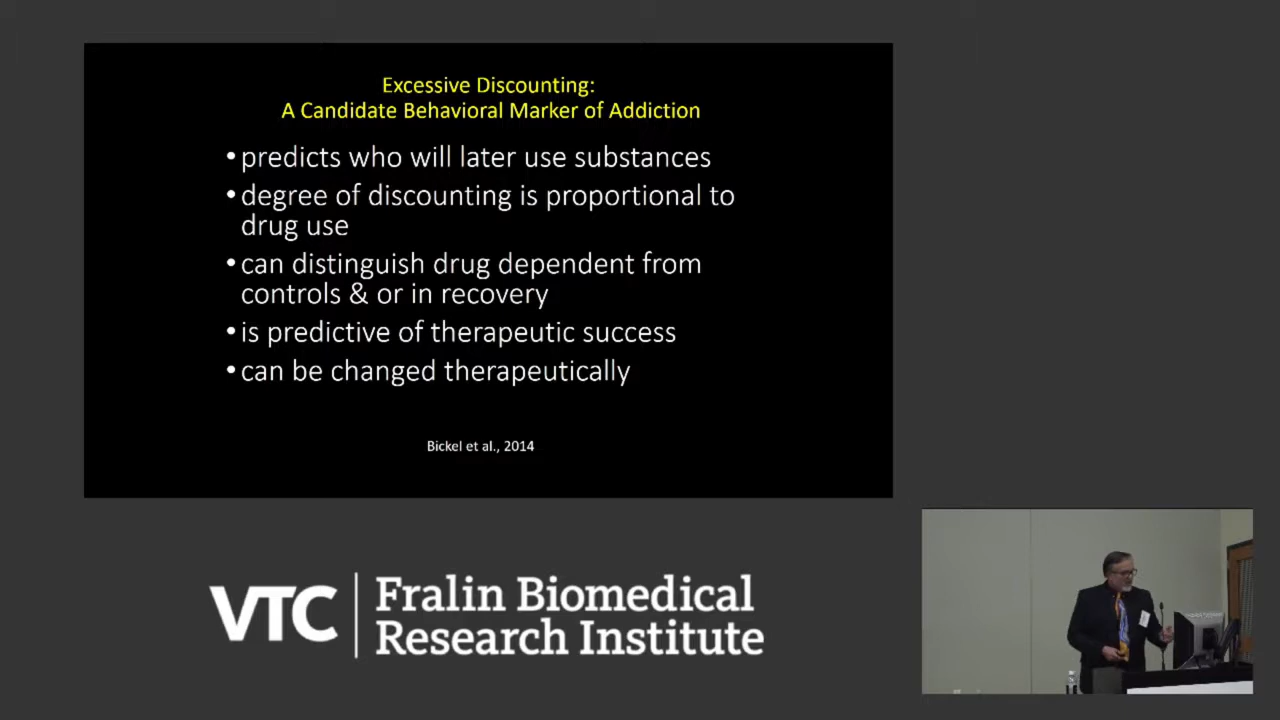 Excessive Discounting:
A Candidate Behavioral Marker of Addiction
• predicts who will later use substances
• degree of discounting is proportional to
drug use
• can distinguish drug dependent from
controls & or in recovery
• is predictive of therapeutic success
• can be changed therapeutically
Bickel et al., 2014
VTC
Fralin Biomedical
Research Institute